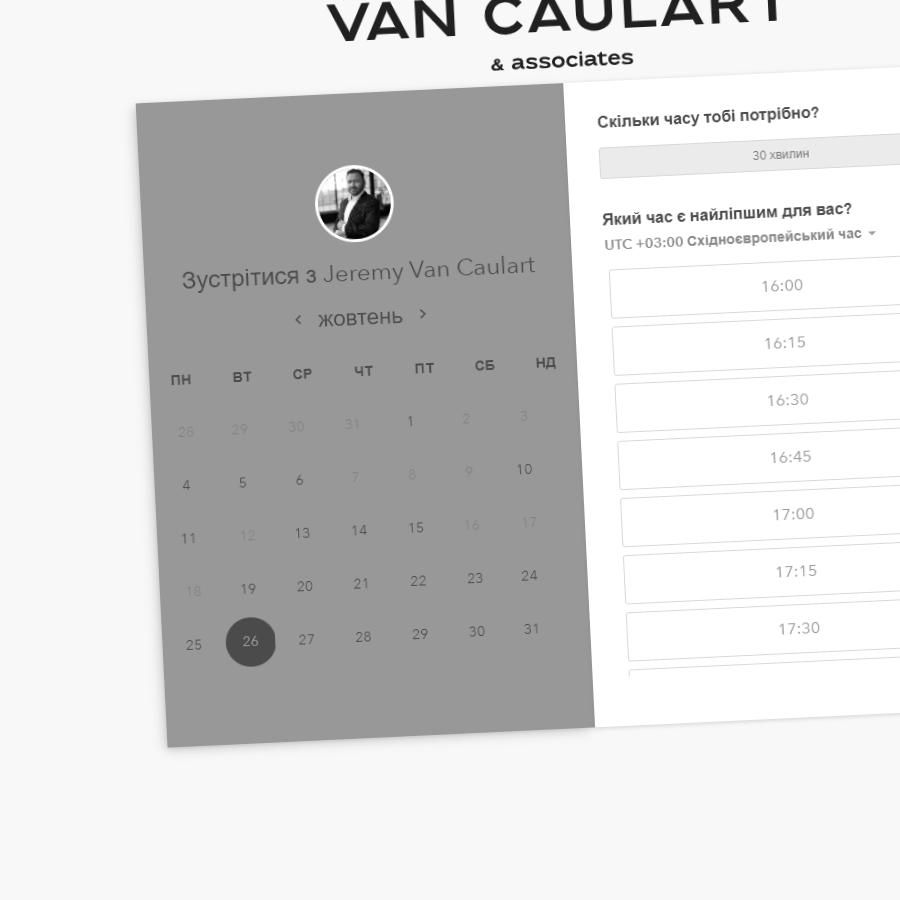 VAN CAULART
& associates
Зустрітися з Jeremy Van Caulart
жовтень
ПН ВТ СР ЧТ ПТ СБ НД
28 29 30 31 1 2 3
4 5 6 7 8 9 10
11 12 13 14 15 16 17
18 19 20 21 22 23 24
25 26 27 28 29 30 31
Скільки часу тобі потрібно?
30 хвилин
Який час є найліпшим для вас?
UTC +03:00 Східноєвропейський час
16:00
16:15
16:30
16:45
17:00
17:15
17:30